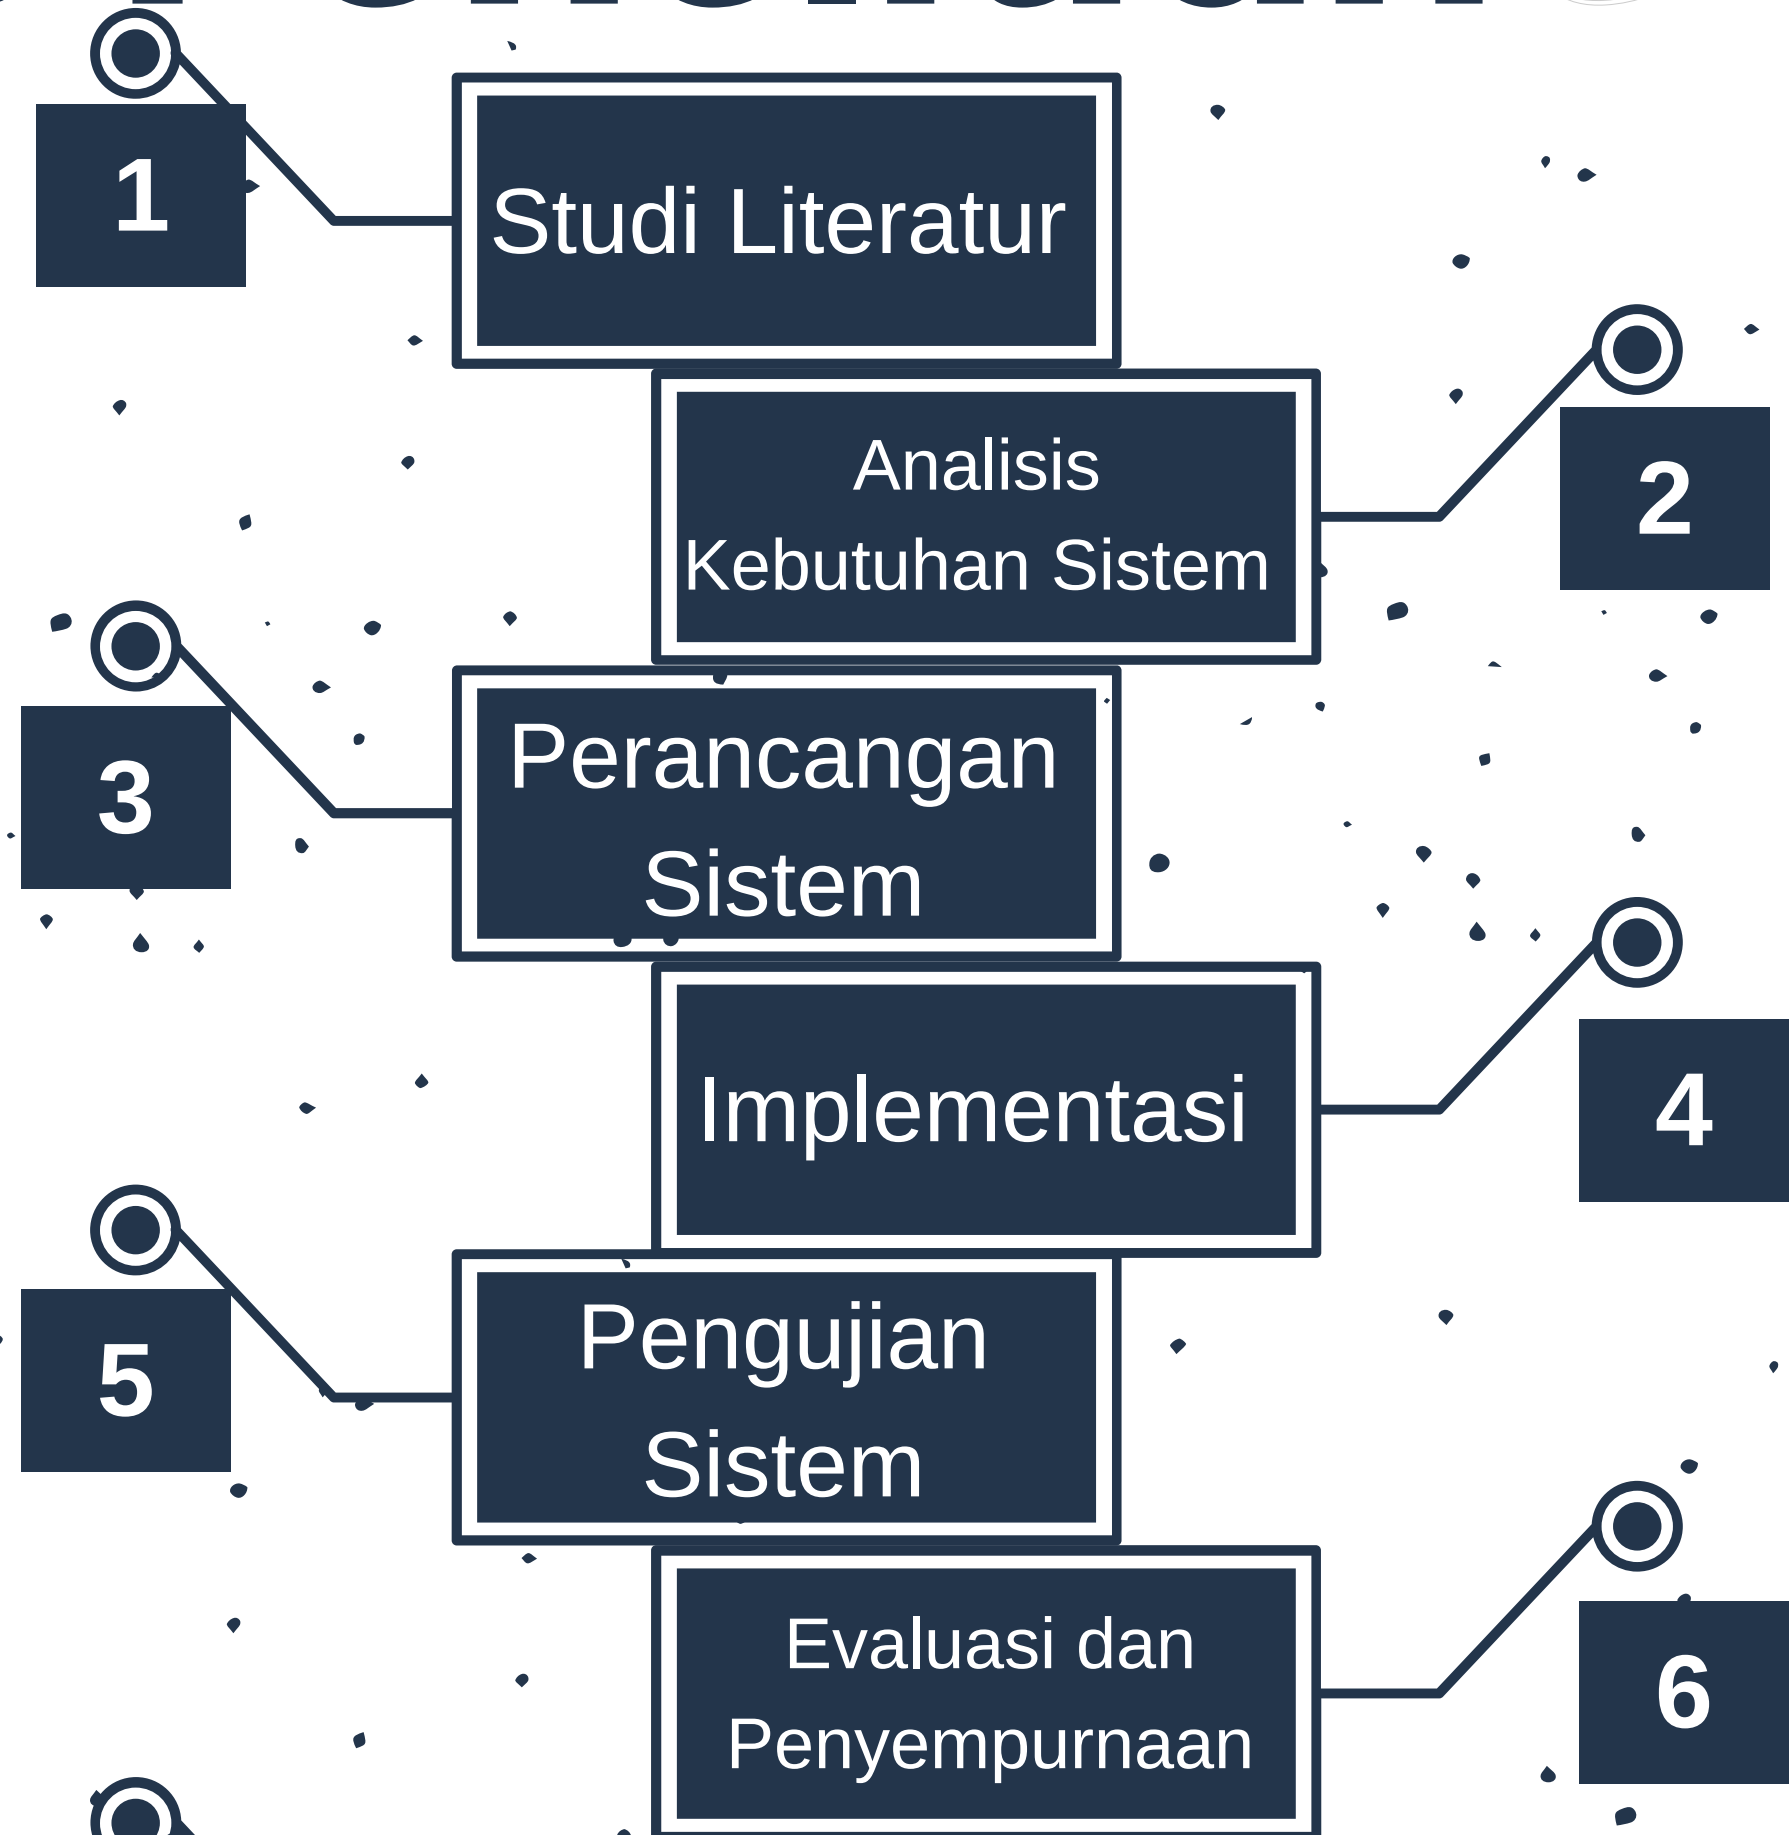 1
Studi Literatur
2
Analisis
Kebutuhan Sistem
3
Perancangan
Sistem
4
Implementasi
5
Pengujian
Sistem
6
Evaluasi dan
Penyempurnaan